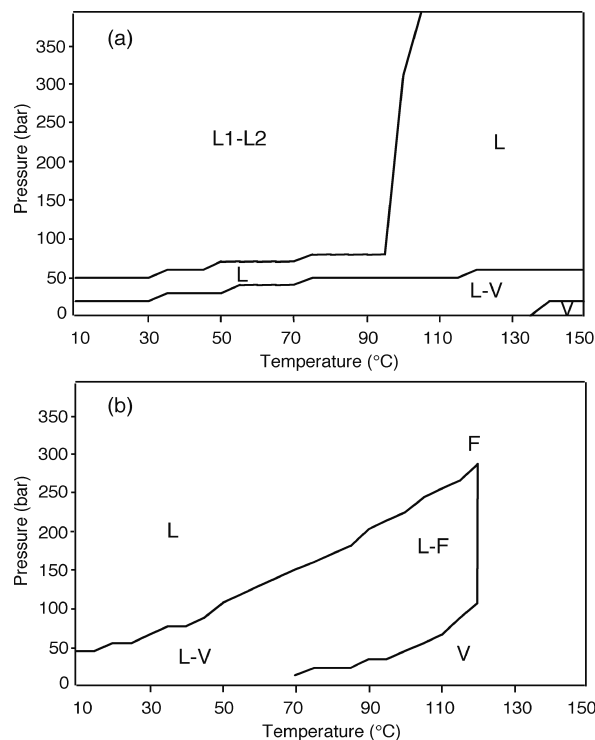 (a)
350
300
250
200
150
100
50
0
Pressure (bar)
L1-L2
L
L
L-V
V
10 30 50 70 90 110 130 150
Temperature (°C)
(b)
350
300
250
200
150
100
50
0
Pressure (bar)
F
L
L-F
L-V
V
10 30 50 70 90 110 130 150
Temperature (°C)